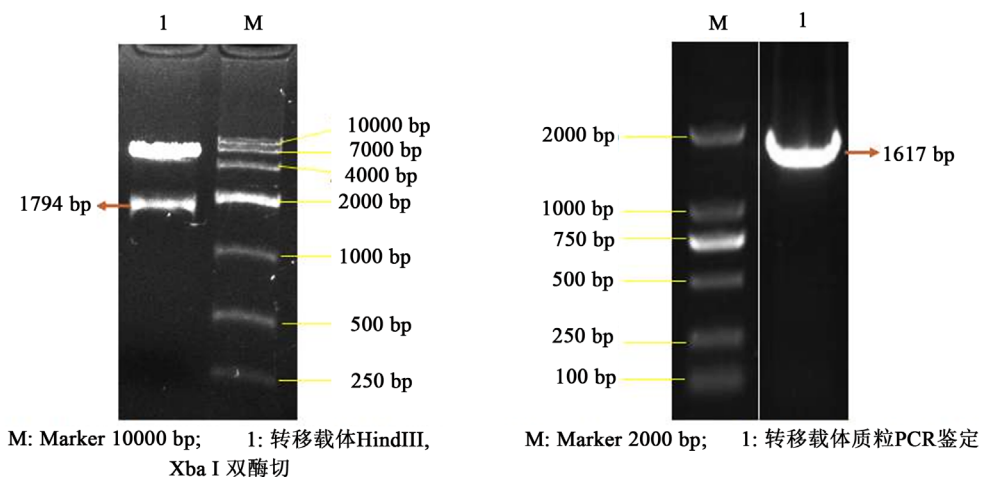 1 M
10000 bp
7000 bp
4000 bp
1794 bp
2000 bp
1000 bp
500 bp
250 bp
M: Marker 10000 bp; 1: 转移载体HindIII,
Xba I 双酶切
M 1
2000 bp
1617 bp
1000 bp
750 bp
500 bp
250 bp
100 bp
M: Marker 2000 bp; 1: 转移载体质粒PCR鉴定